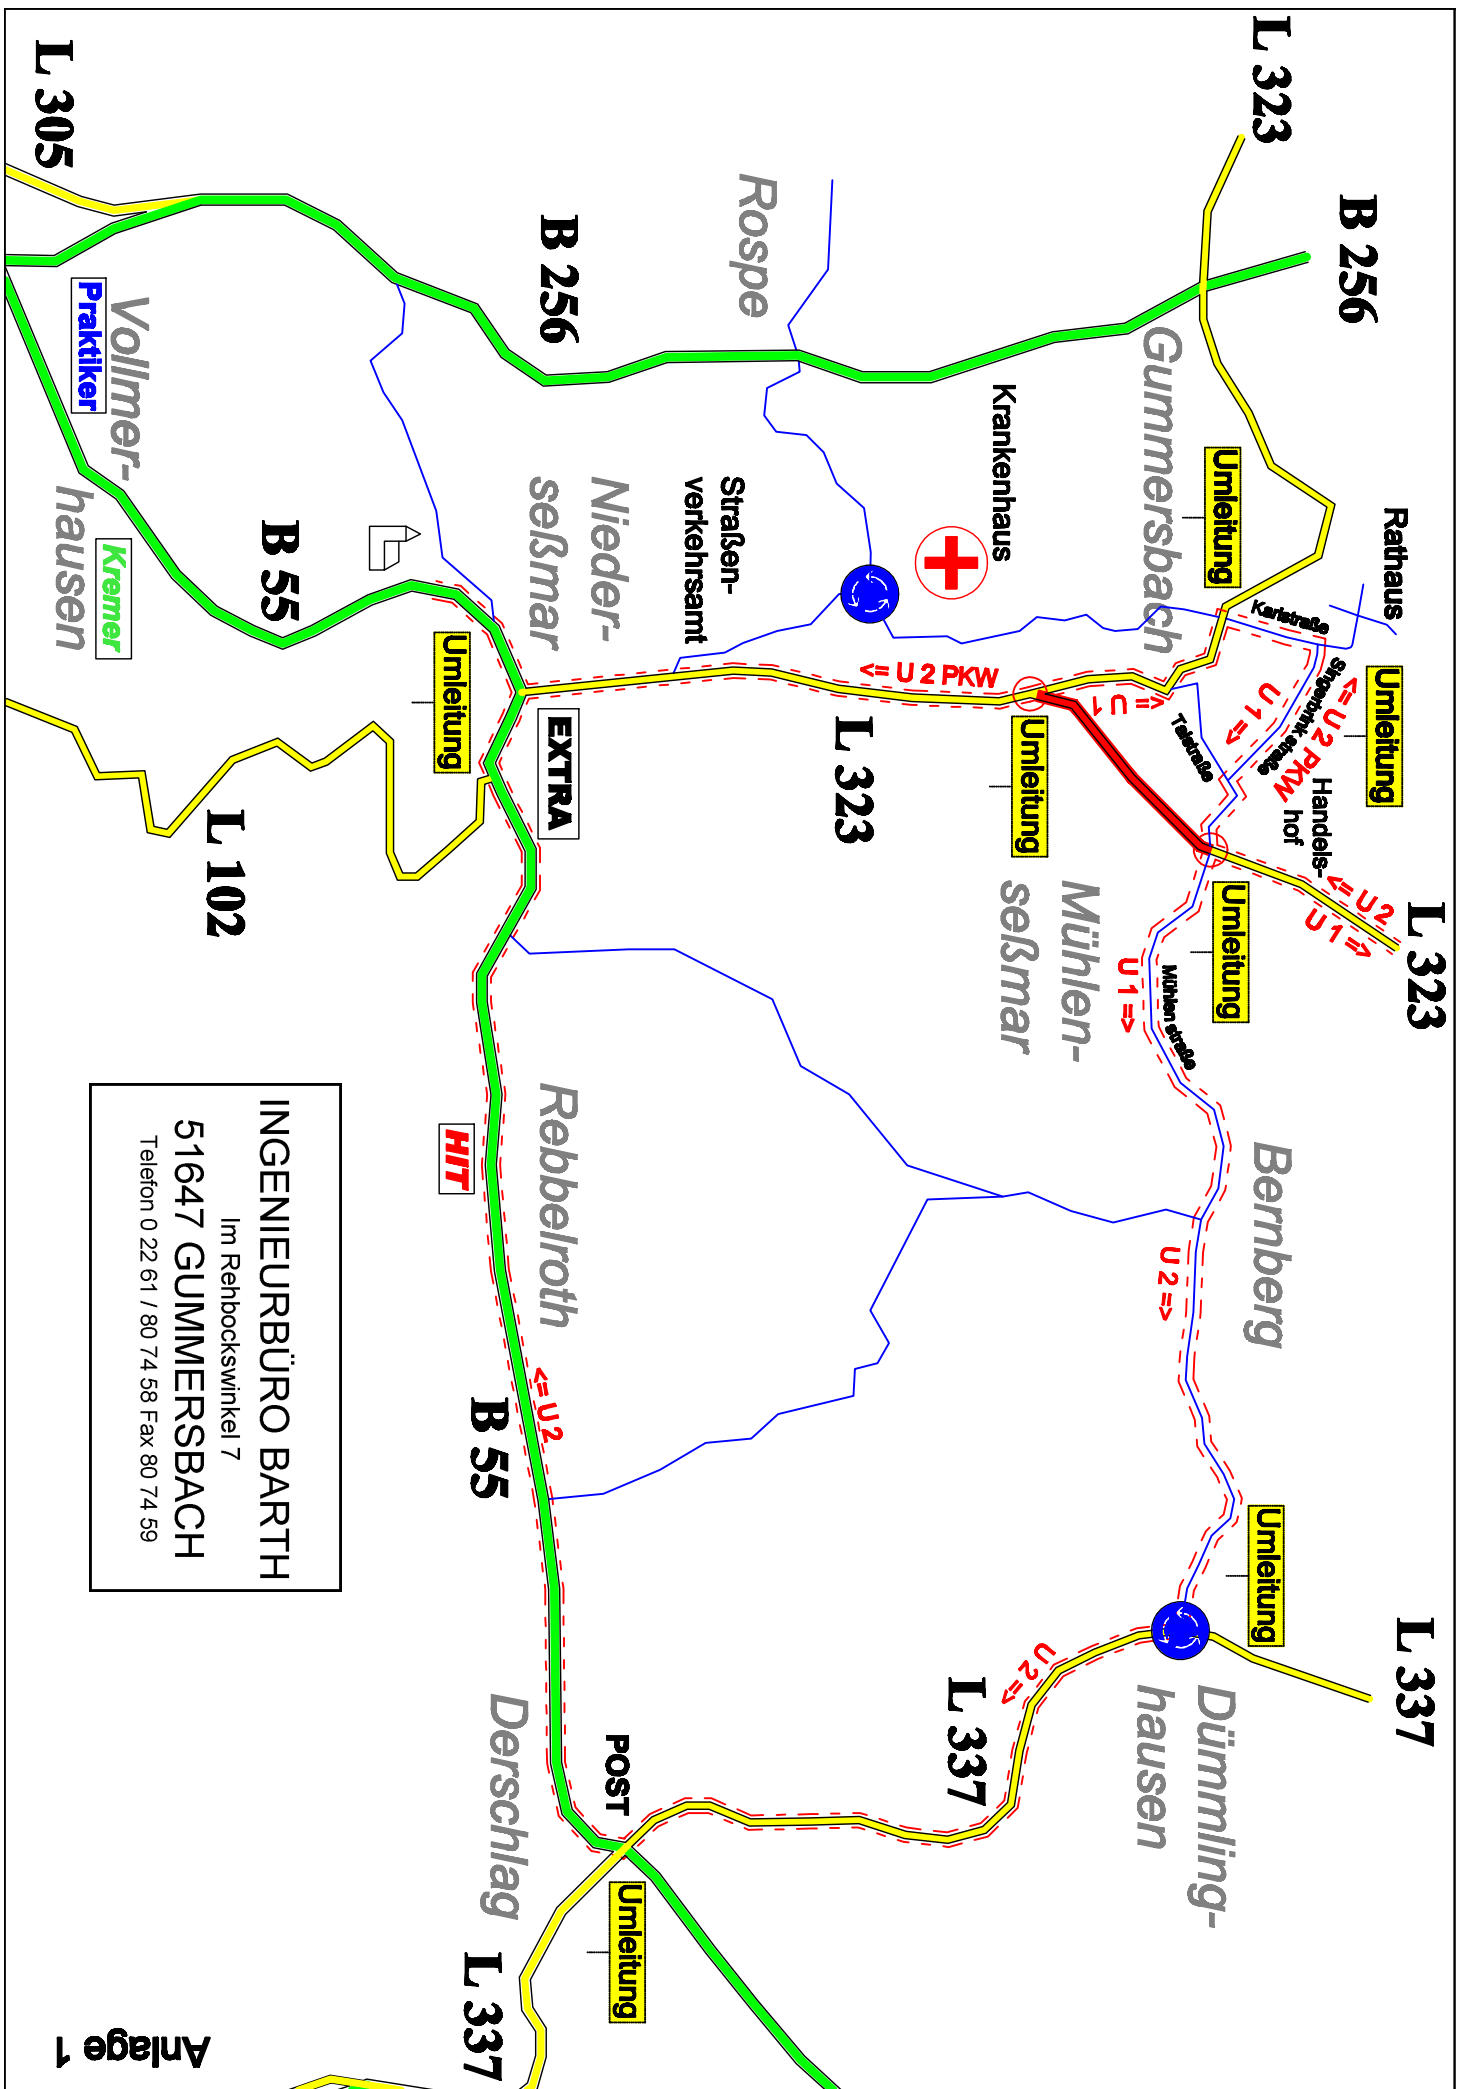 L 323
B 256
Rathaus
Umleitung
Karlstraße
Singerbrink straße
Umleitung
<= U 2 PKW
U 1 =>
Talstraße
Handels-
hof
L 323
<= U 2
U 1 =>
Umleitung
Gummersbach
Krankenhaus
<= U 1
Umleitung
<= U 2 PKW
L 323
Mühlen-
seßmar
Mühlen straße
U 1 =>
Bernberg
U 2 =>
Umleitung
L 337
Dümmling-
hausen
U 2 =>
L 337
Rospe
Straßen-
verkehrsamt
Nieder-
seßmar
B 256
EXTRA
Umleitung
Rebbelroth
HIT
<= U 2
B 55
POST
Derschlag
Umleitung
L 337
L 305
Vollmer-
hausen
Praktiker
Kremer
B 55
L 102
INGENIEURBÜRO BARTH
Im Rehbockswinkel 7
51647 GUMMERSBACH
Telefon 0 22 61 / 80 74 58 Fax 80 74 59
Anlage 1